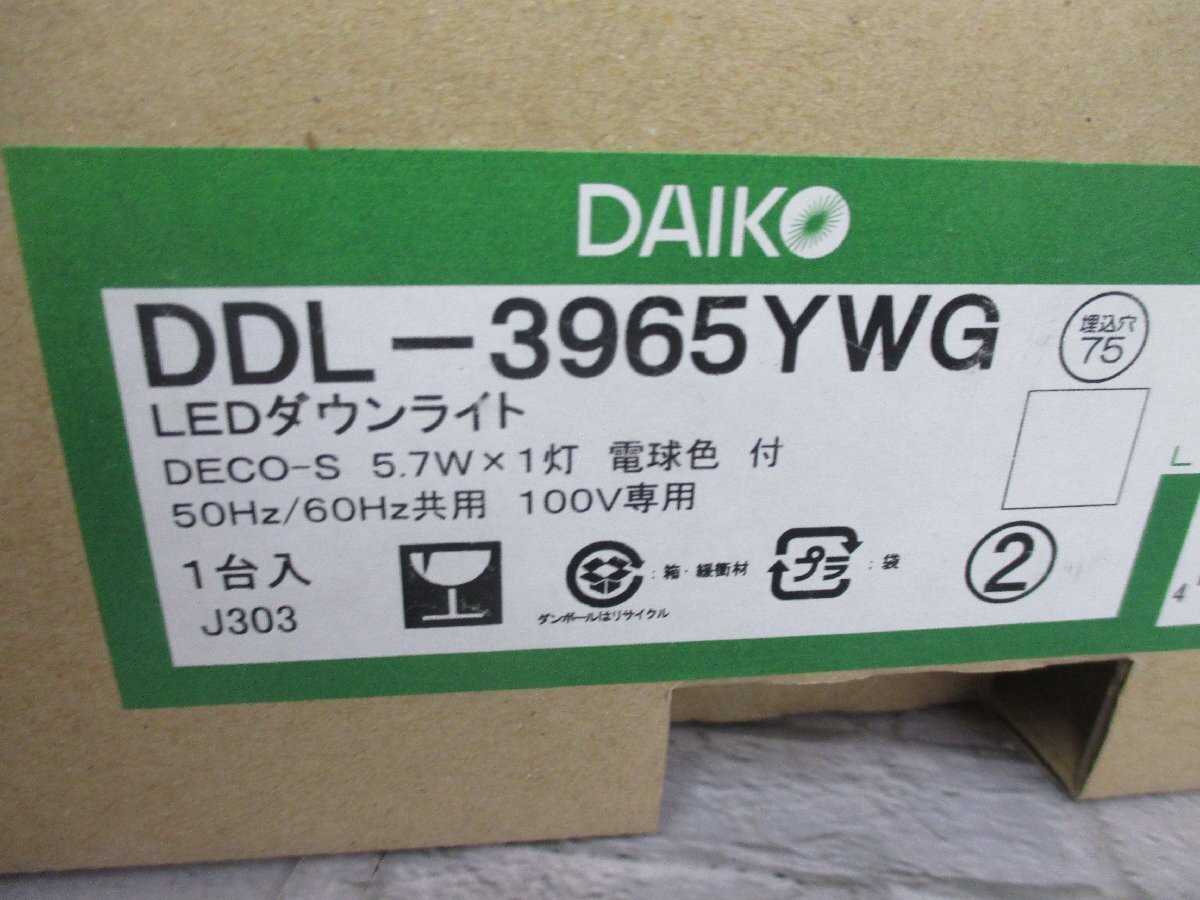 DAIKO
DDL-3965YWG
埋込穴
75
LEDダウンライト
DECO-S 5.7W×1灯 電球色 付
50Hz/60Hz共用 100V専用
1台入
J303
:箱・緩衝材
ダンボールはリサイクル
プラ
:袋
②
L
4